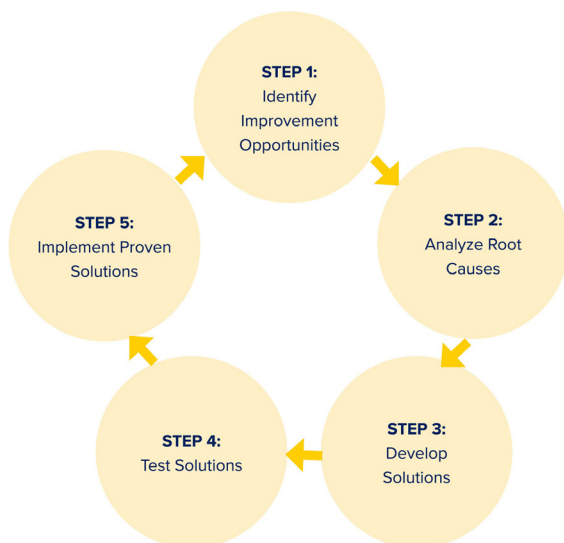 STEP 1:
Identify
Improvement
Opportunities
STEP 2:
Analyze Root
Causes
STEP 3:
Develop
Solutions
STEP 4:
Test Solutions
STEP 5:
Implement Proven
Solutions